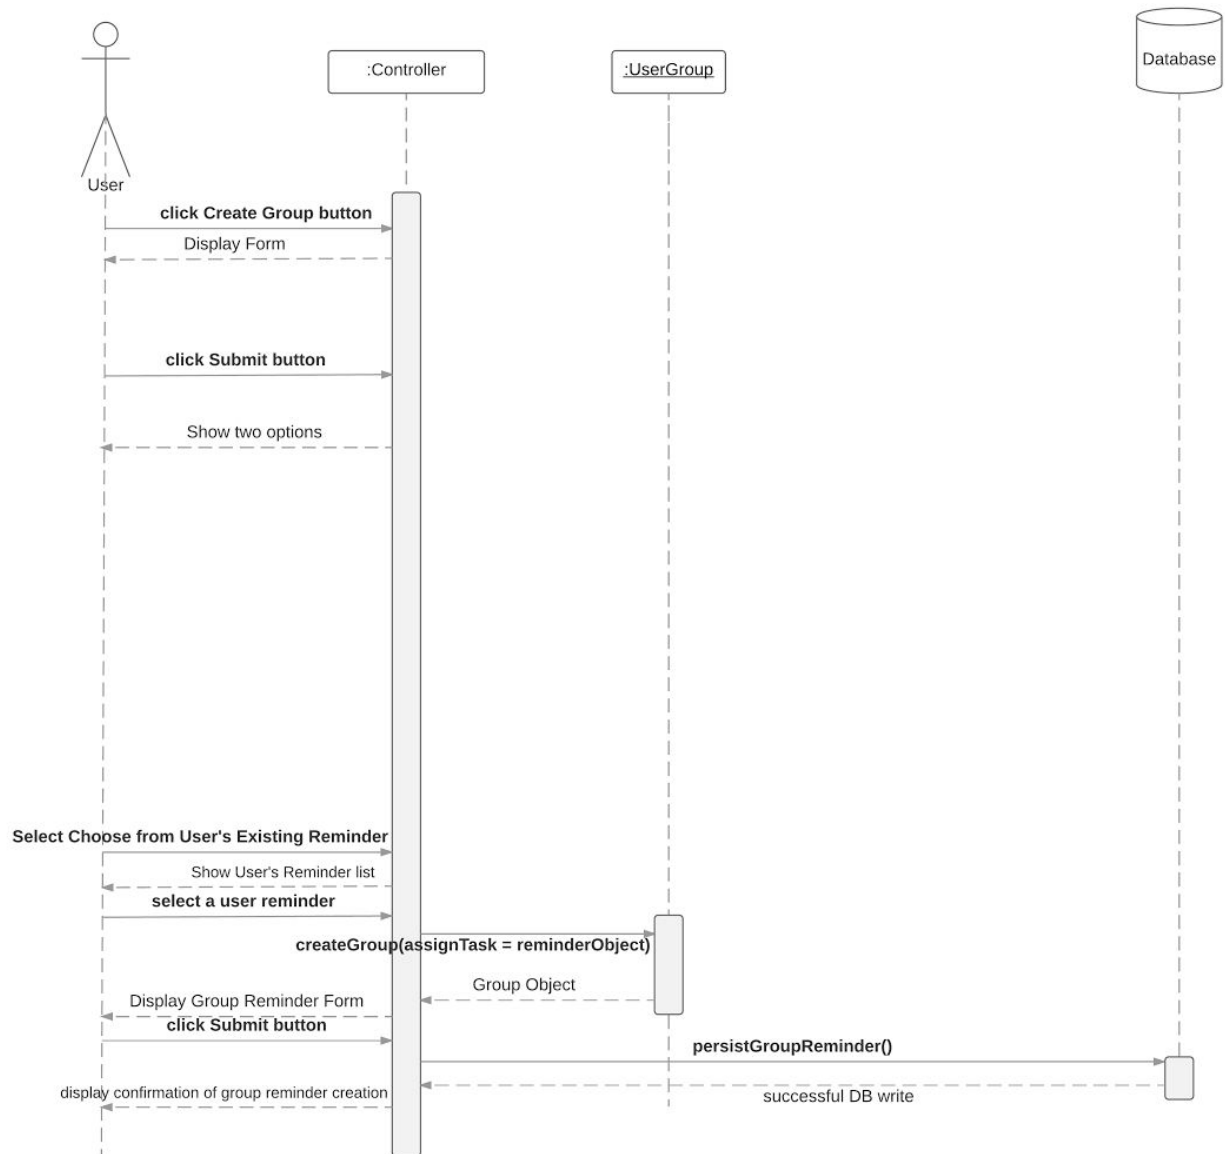 :Controller
:UserGroup
Database
User
click Create Group button
Display Form
click Submit button
Show two options
Select Choose from User's Existing Reminder
Show User's Reminder list
select a user reminder
createGroup(assignTask = reminderObject)
Group Object
Display Group Reminder Form
click Submit button
persistGroupReminder()
display confirmation of group reminder creation
successful DB write